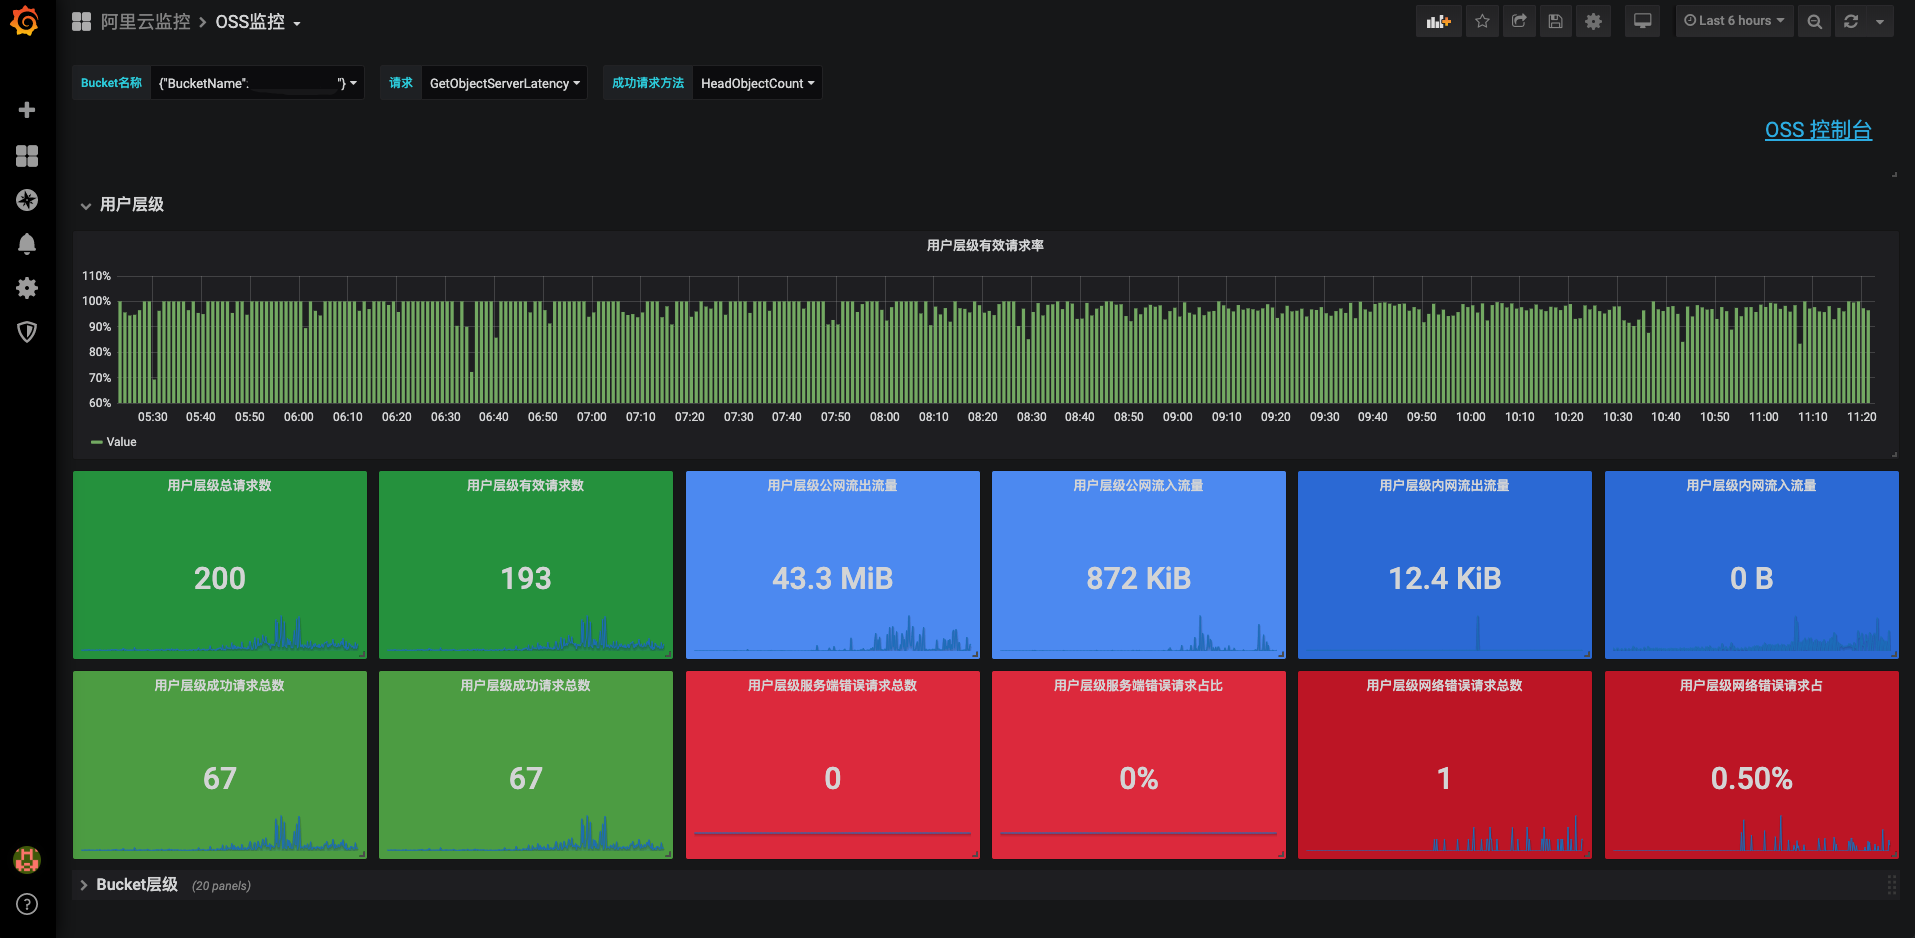 阿里云监控 > OSS监控
Last 6 hours
Bucket名称 {"BucketName": "} 请求 GetObjectServerLatency 成功请求方法 HeadObjectCount
OSS 控制台
用户层级
用户层级有效请求率
110%
100%
90%
80%
70%
60%
05:30 05:40 05:50 06:00 06:10 06:20 06:30 06:40 06:50 07:00 07:10 07:20 07:30 07:40 07:50 08:00 08:10 08:20 08:30 08:40 08:50 09:00 09:10 09:20 09:30 09:40 09:50 10:00 10:10 10:20 10:30 10:40 10:50 11:00 11:10 11:20
Value
用户层级总请求数 用户层级有效请求数 用户层级公网流出流量 用户层级公网流入流量 用户层级内网流出流量 用户层级内网流入流量
200 193 43.3 MiB 872 KiB 12.4 KiB 0 B
用户层级成功请求总数 用户层级成功请求总数 用户层级服务端错误请求总数 用户层级服务端错误请求占比 用户层级网络错误请求总数 用户层级网络错误请求占
67 67 0 0% 1 0.50%
Bucket层级 (20 panels)
?